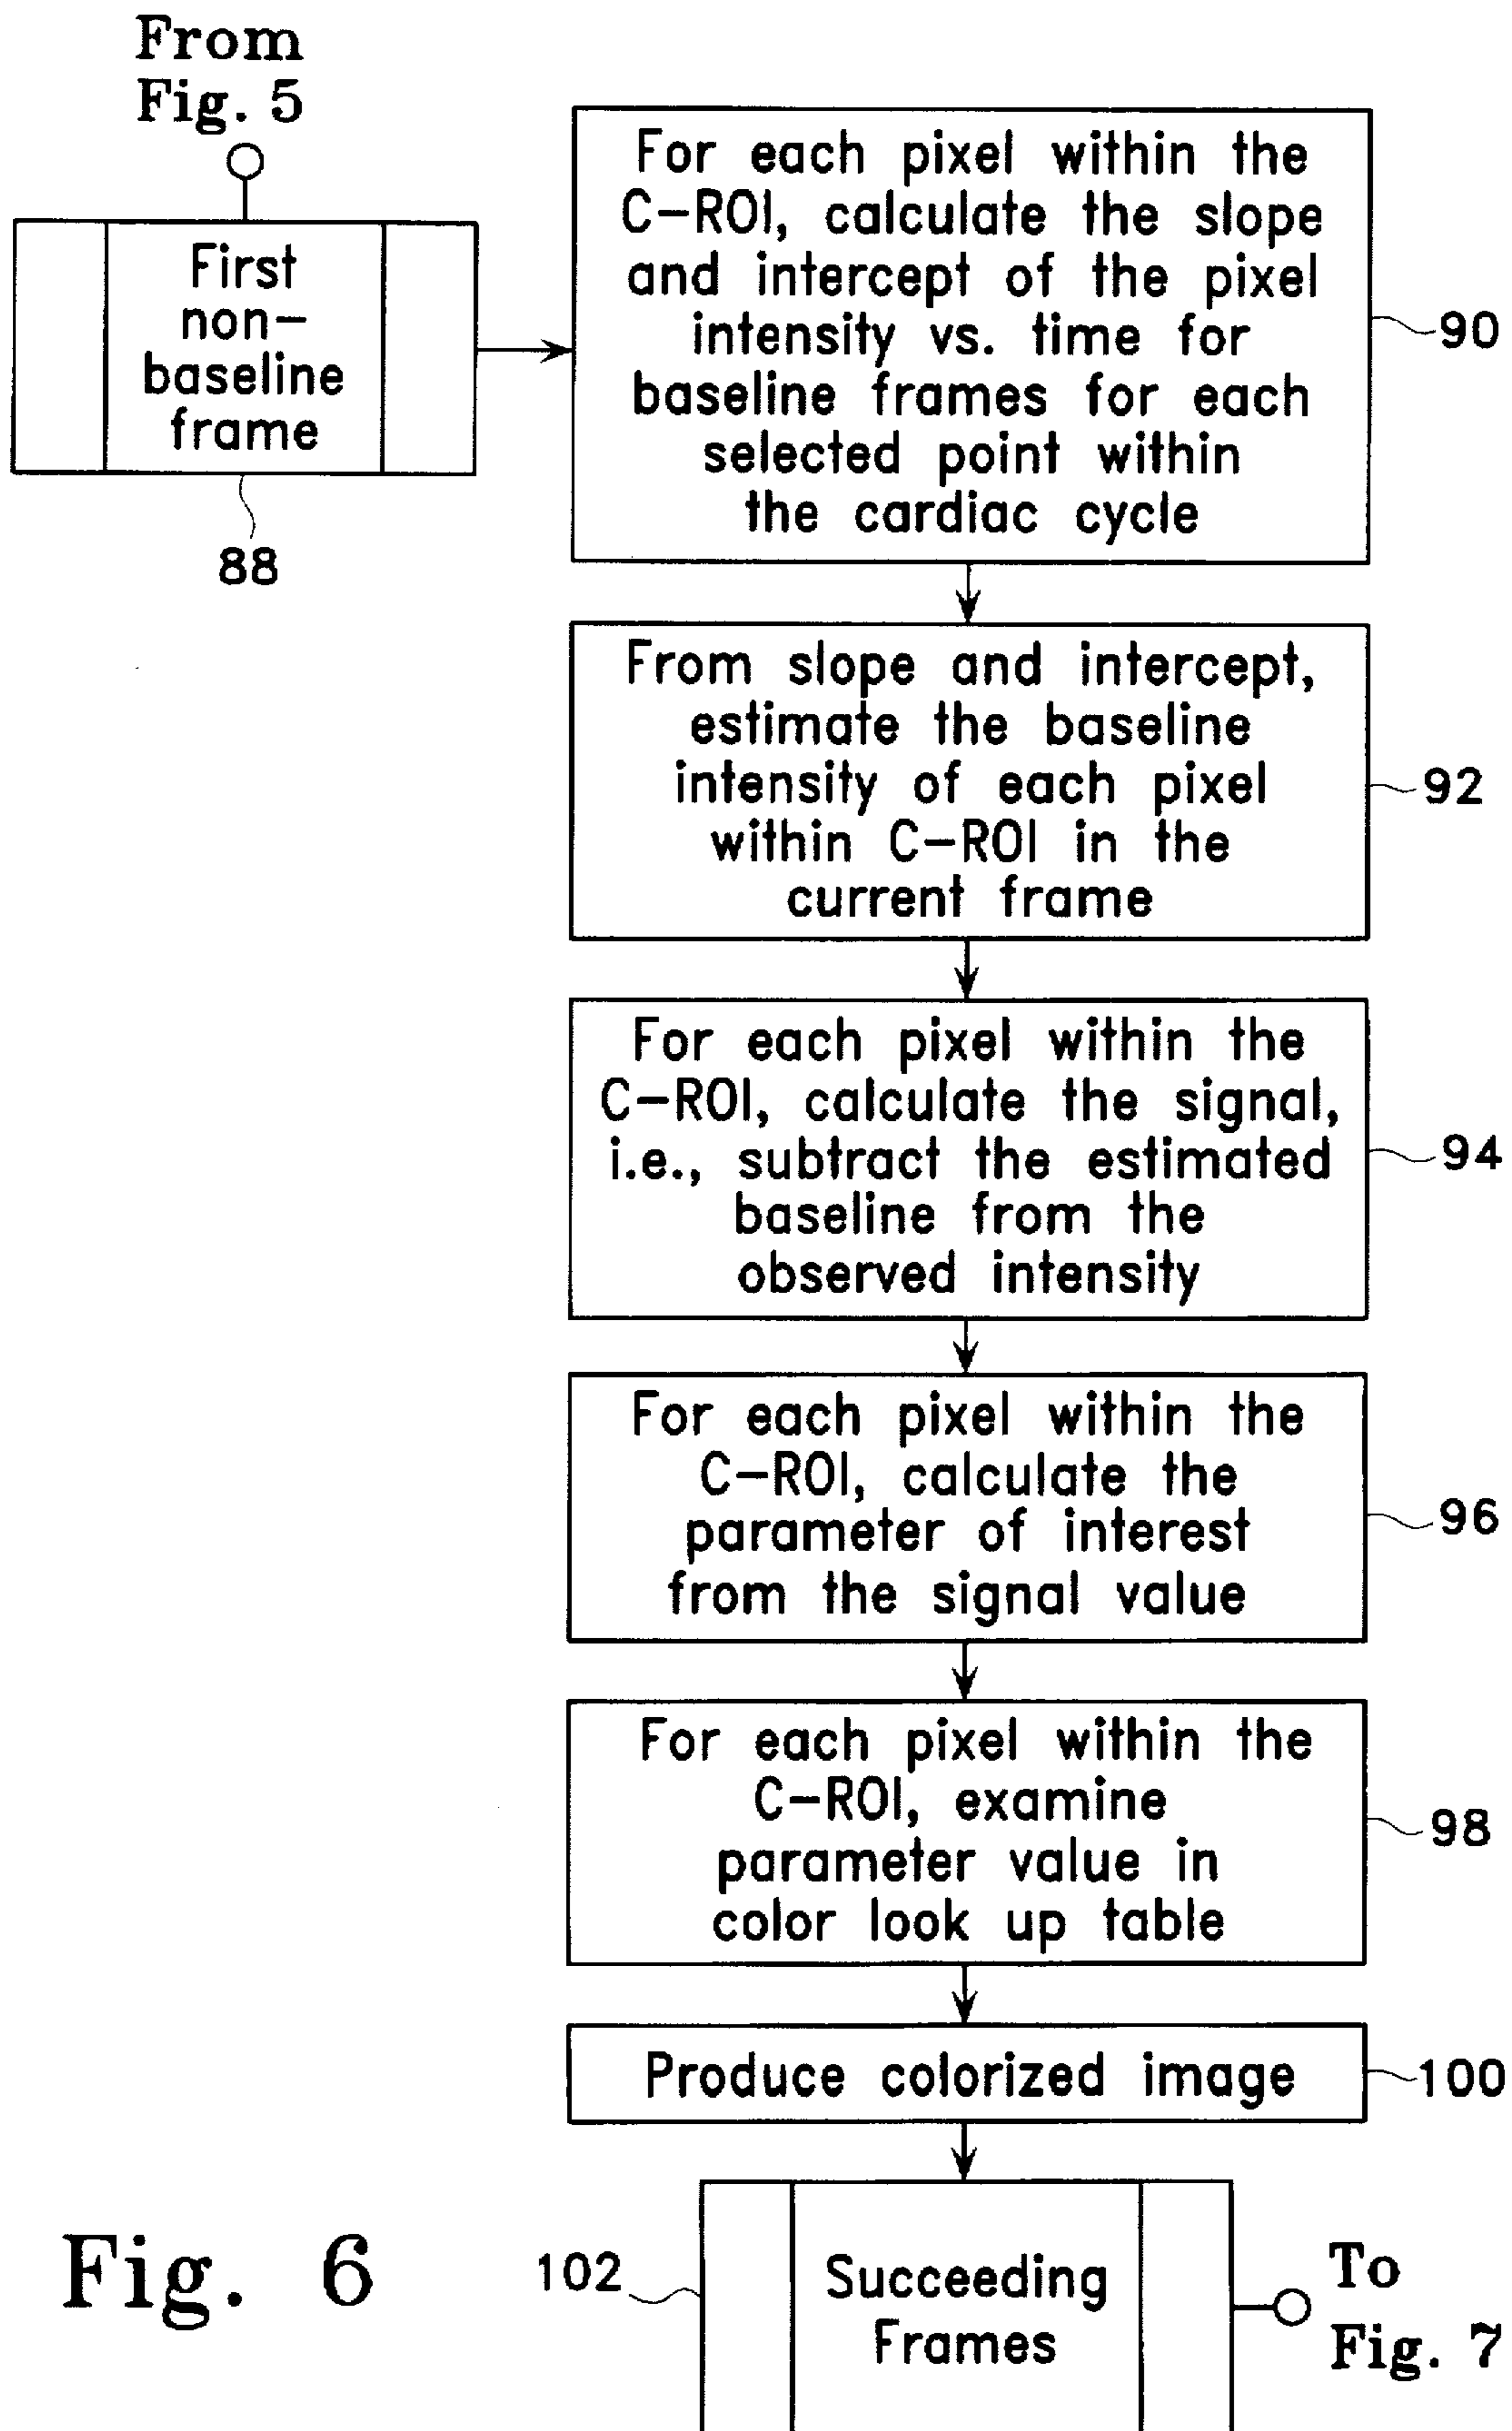 From
Fig. 5
First
non-
baseline
frame
88
For each pixel within the
C-ROI, calculate the slope
and intercept of the pixel
intensity vs. time for
baseline frames for each
selected point within
the cardiac cycle
90
From slope and intercept,
estimate the baseline
intensity of each pixel
within C-ROI in the
current frame
92
For each pixel within the
C-ROI, calculate the signal,
i.e., subtract the estimated
baseline from the
observed intensity
94
For each pixel within the
C-ROI, calculate the
parameter of interest
from the signal value
96
For each pixel within the
C-ROI, examine
parameter value in
color look up table
98
Produce colorized image
100
Fig. 6
102
Succeeding
Frames
To
Fig. 7